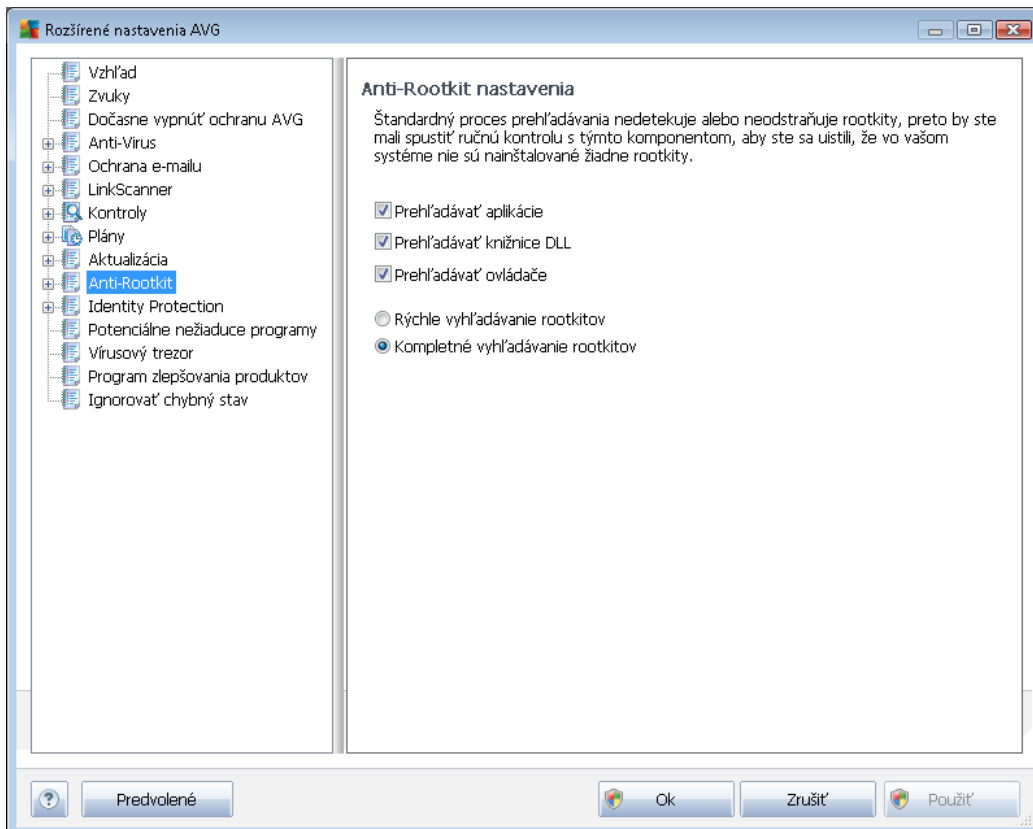 Rozšírené nastavenia AVG
Vzhľad
Zvuky
Dočasne vypnúť ochranu AVG
Anti-Virus
Ochrana e-mailu
LinkScanner
Kontroly
Plány
Aktualizácia
Anti-Rootkit
Identity Protection
Potenciálne nežiaduce programy
Vírusový trezor
Program zlepšovania produktov
Ignorovať chybný stav
Anti-Rootkit nastavenia
Štandardný proces prehľadávania nedetekuje alebo neodstraňuje rootkity, preto by ste
mali spustiť ručnú kontrolu s týmto komponentom, aby ste sa uistili, že vo vašom
systéme nie sú nainštalované žiadne rootkity.
Prehľadávať aplikácie
Prehľadávať knižnice DLL
Prehľadávať ovládače
Rýchle vyhľadávanie rootkitov
Kompletné vyhľadávanie rootkitov
?
Predvolené
Ok
Zrušiť
Použiť